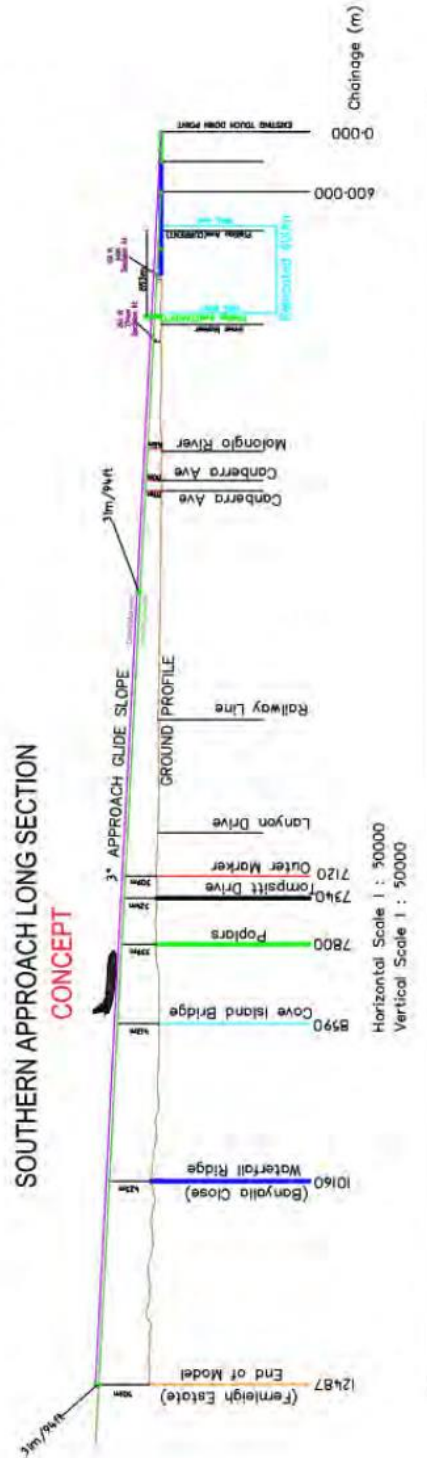 SOUTHERN APPROACH LONG SECTION
CONCEPT
31m/94ft
3° APPROACH GLIDE SLOPE
31m/94ft
GROUND PROFILE
(Fernleigh Estate)
End of Model
12487
(Banyalla Close)
Waterfall Ridge
10160
Cove Island Bridge
8590
Poplars
7800
Tompsitt Drive
7340
Outer Marker
7120
Lanyon Drive
Railway Line
Canberra Ave
Canberra Ave
Molonglo River
Relocated 600m
600.000
EXISTING TOUCH DOWN POINT
0.000
Chainage (m)
Horizontal Scale 1 : 50000
Vertical Scale 1 : 50000